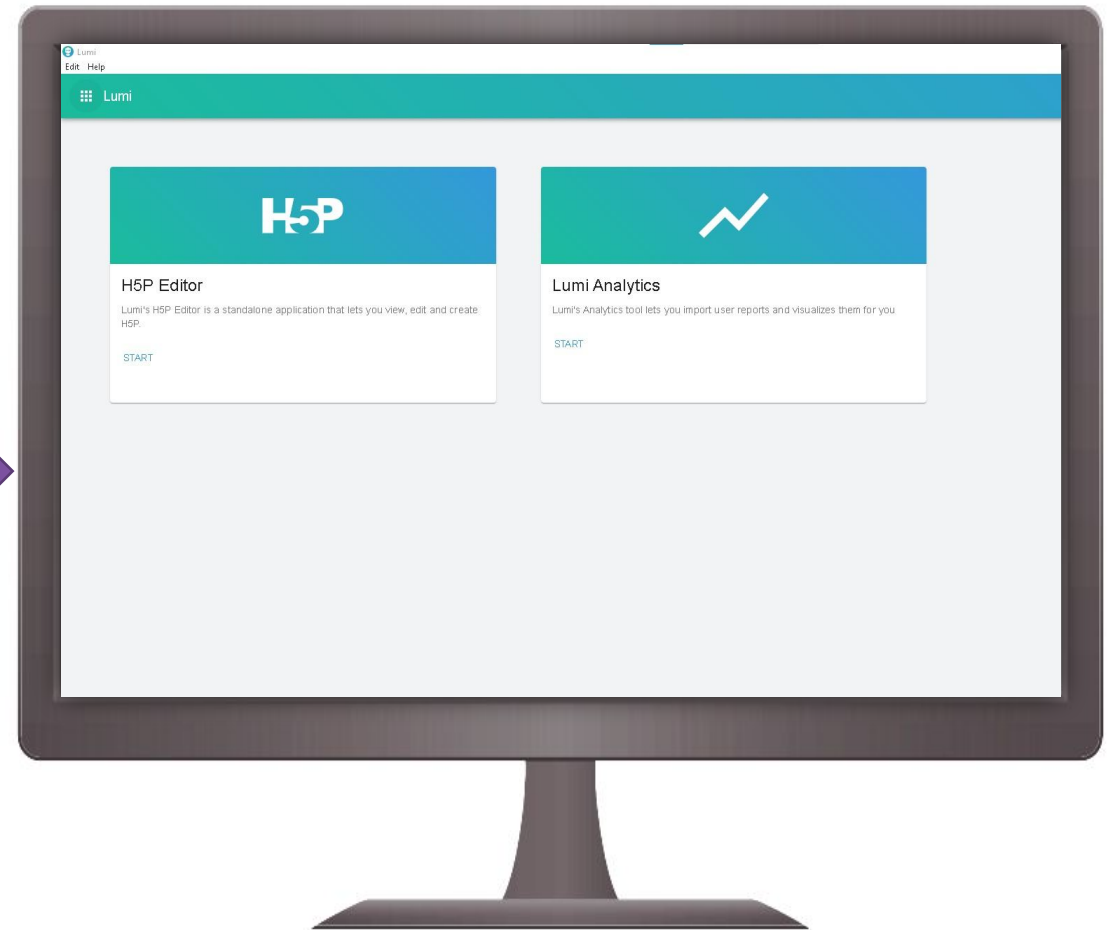 Lumi
Edit Help
Lumi
H5P
H5P Editor
Lumi's H5P Editor is a standalone application that lets you view, edit and create
H5P.
START
Lumi Analytics
Lumi's Analytics tool lets you import user reports and visualizes them for you
START